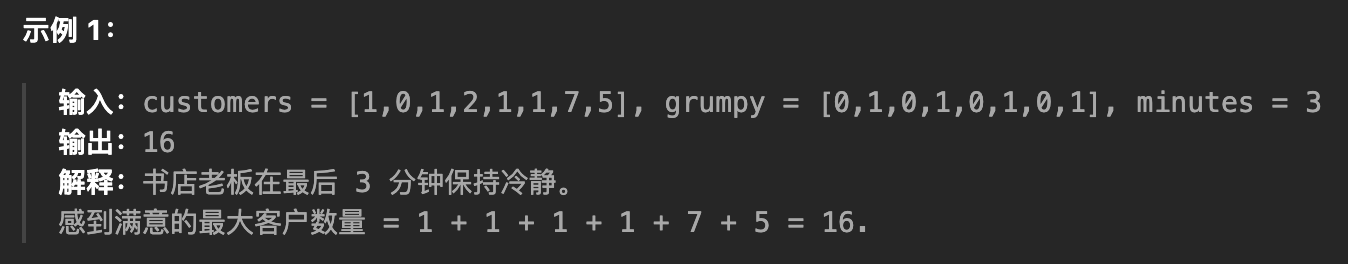 示例 1：
输入：customers = [1,0,1,2,1,1,7,5], grumpy = [0,1,0,1,0,1,0,1], minutes = 3
输出：16
解释：书店老板在最后 3 分钟保持冷静。
感到满意的最大客户数量 = 1 + 1 + 1 + 1 + 7 + 5 = 16.